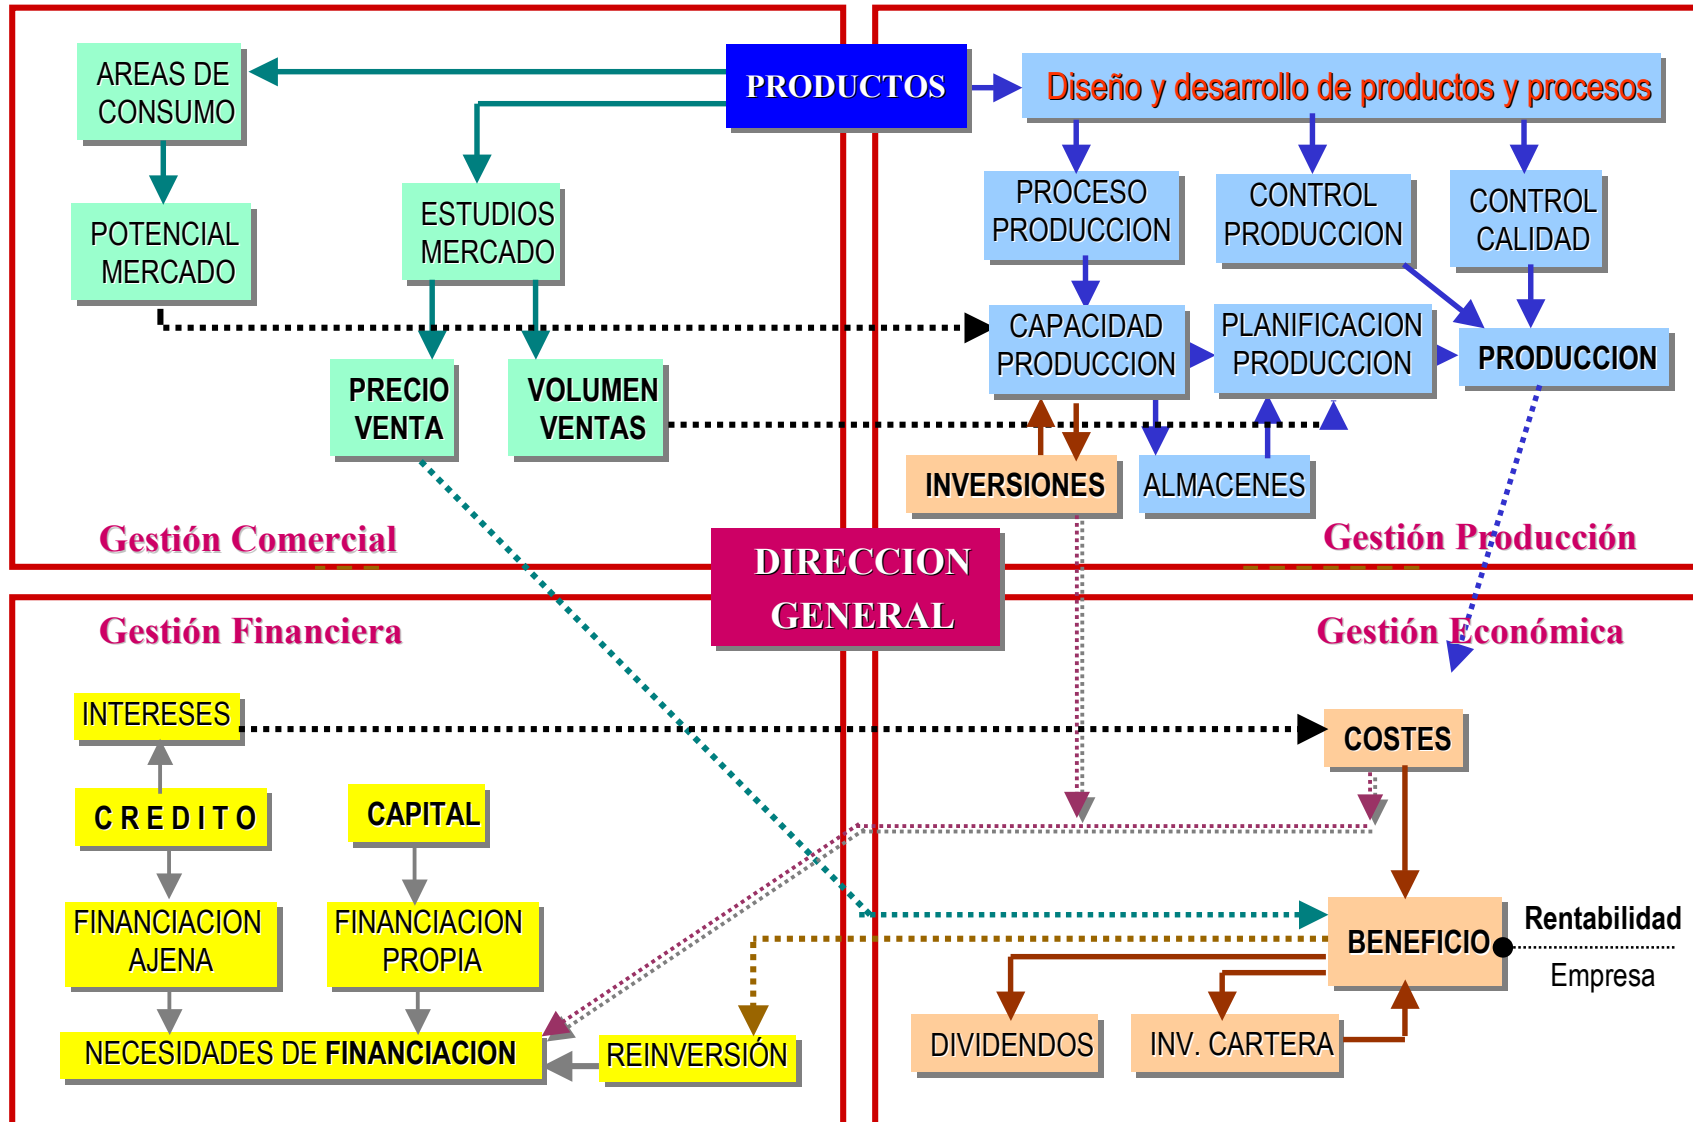 PRODUCTOS
AREAS DE
CONSUMO
POTENCIAL
MERCADO
ESTUDIOS
MERCADO
PRECIO
VENTA
VOLUMEN
VENTAS
Gestión Comercial
Diseño y desarrollo de productos y procesos
PROCESO
PRODUCCION
CONTROL
PRODUCCION
CONTROL
CALIDAD
CAPACIDAD
PRODUCCION
PLANIFICACION
PRODUCCION
PRODUCCION
INVERSIONES
ALMACENES
Gestión Producción
DIRECCION
GENERAL
Gestión Financiera
INTERESES
C R E D I T O
CAPITAL
FINANCIACION
AJENA
FINANCIACION
PROPIA
NECESIDADES DE FINANCIACION
REINVERSIÓN
Gestión Económica
COSTES
BENEFICIO
Rentabilidad
Empresa
DIVIDENDOS
INV. CARTERA